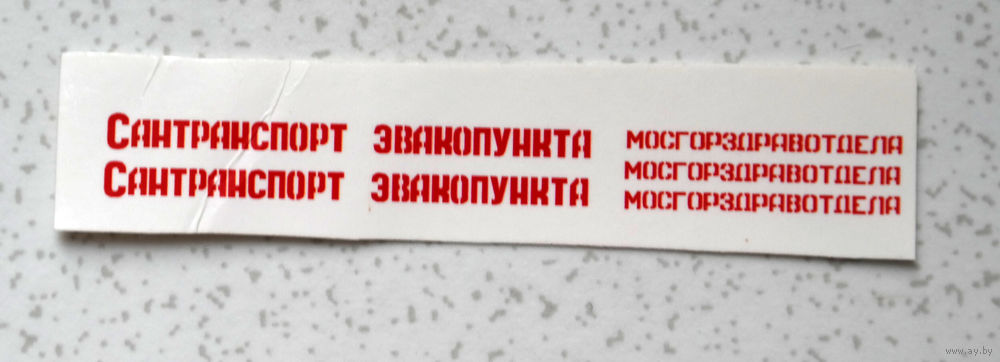 Сантранспорт эвакопункта мосгорздравотдела
мосгорздравотдела
Сантранспорт эвакопункта мосгорздравотдела
www.ay.by